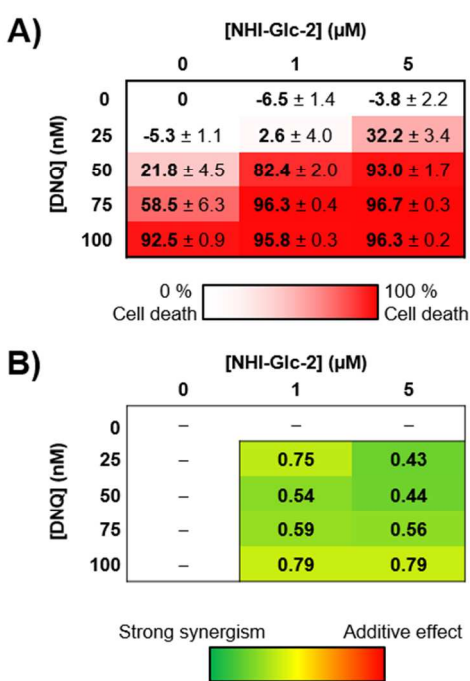 A)
[NHI-Glc-2] (µM)
0 1 5
[DNQ] (nM)
0 0 -6.5 ± 1.4 -3.8 ± 2.2
25 -5.3 ± 1.1 2.6 ± 4.0 32.2 ± 3.4
50 21.8 ± 4.5 82.4 ± 2.0 93.0 ± 1.7
75 58.5 ± 6.3 96.3 ± 0.4 96.7 ± 0.3
100 92.5 ± 0.9 95.8 ± 0.3 96.3 ± 0.2
0 % 100 %
Cell death Cell death
B)
[NHI-Glc-2] (µM)
0 1 5
[DNQ] (nM)
0 – – –
25 – 0.75 0.43
50 – 0.54 0.44
75 – 0.59 0.56
100 – 0.79 0.79
Strong synergism Additive effect